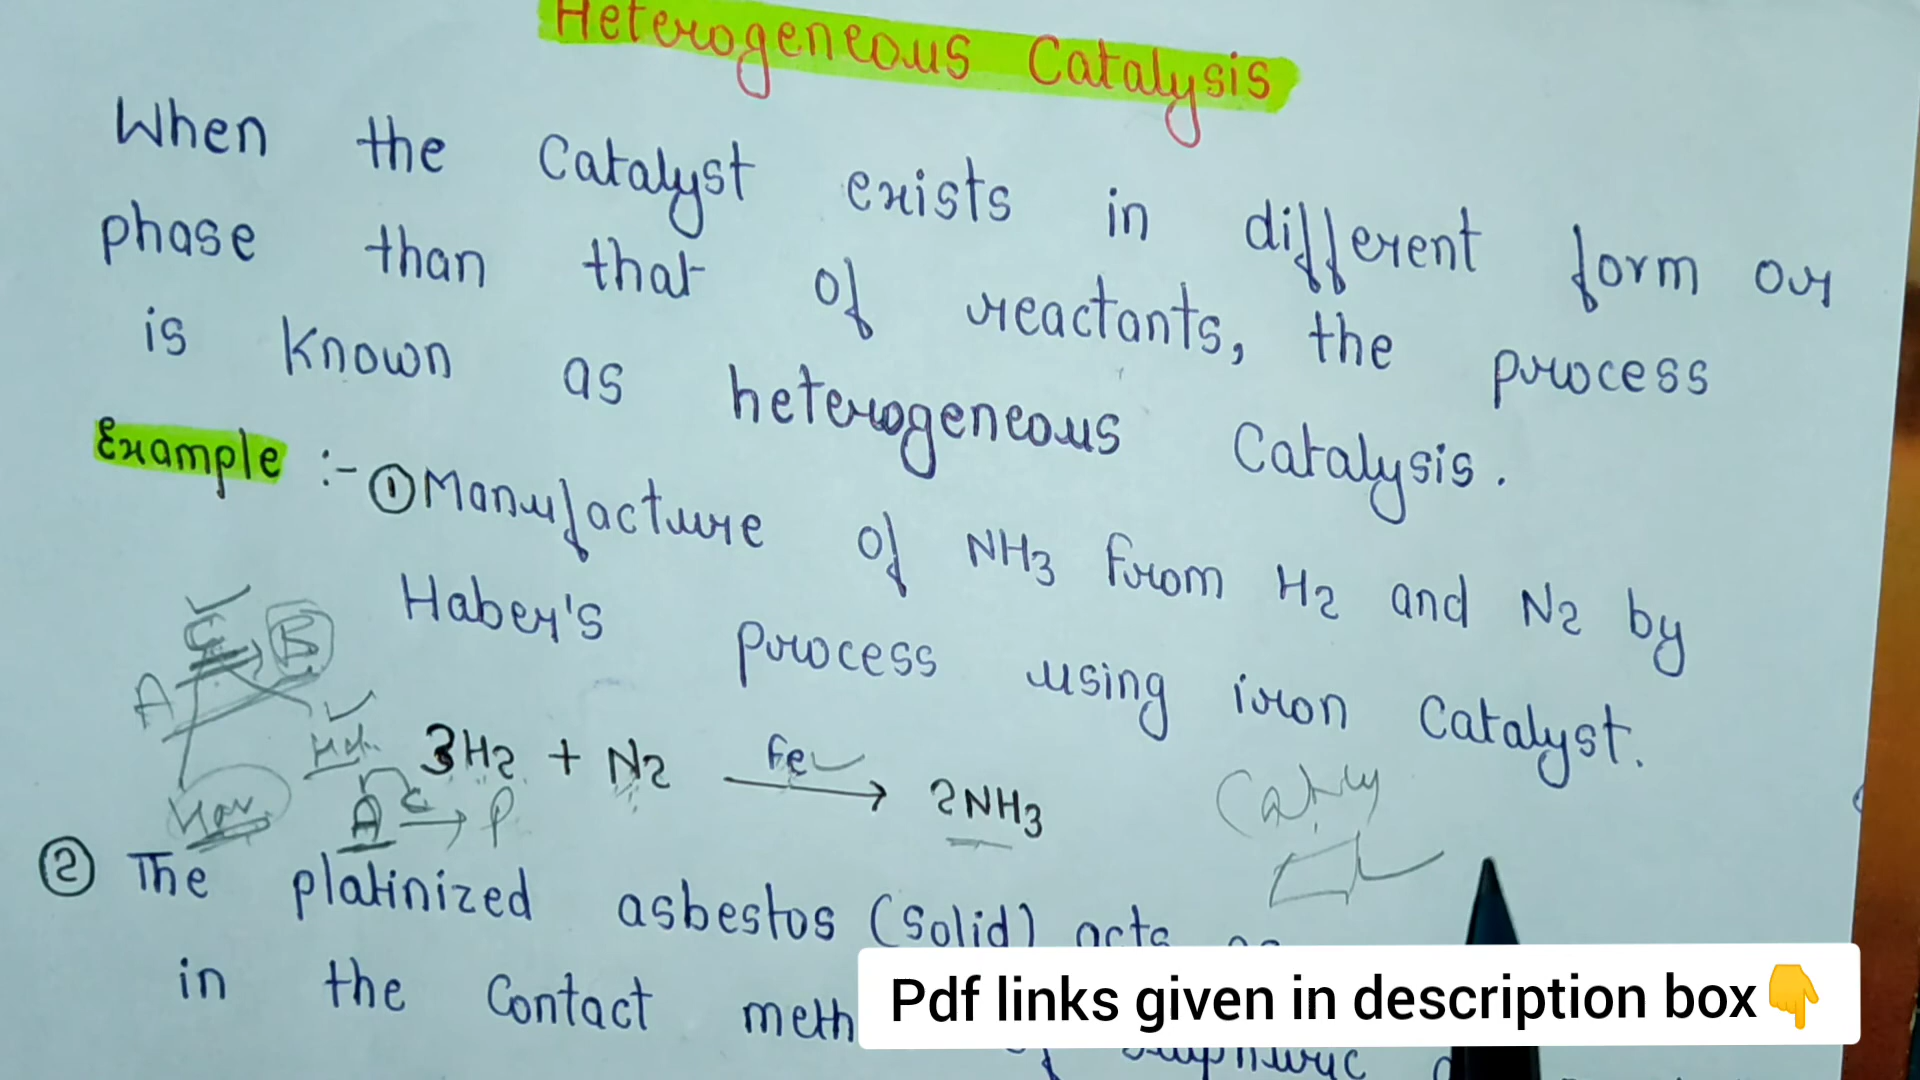 Heterogeneous Catalysis
When the Catalyst exists in different form or
phase than that of reactants, the process
is known as heterogeneous Catalysis.
Example :- ① Manufacture of NH3 from H2 and N2 by
Haber's process using iron Catalyst.
C B
A
3H2 + N2 Fe → 2NH3
A C → P
② The platinized asbestos (Solid) acts as
in the Contact meth
Pdf links given in description box👇